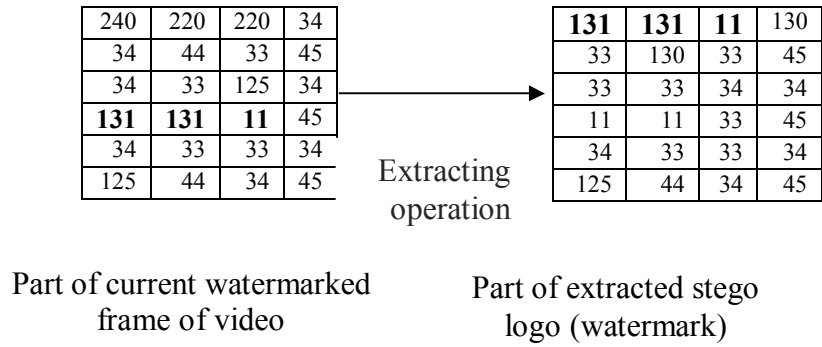 240 220 220 34
34 44 33 45
34 33 125 34
131 131 11 45
34 33 33 34
125 44 34 45
Extracting
operation
131 131 11 130
33 130 33 45
33 33 34 34
11 11 33 45
34 33 33 34
125 44 34 45
Part of current watermarked
frame of video
Part of extracted stego
logo (watermark)